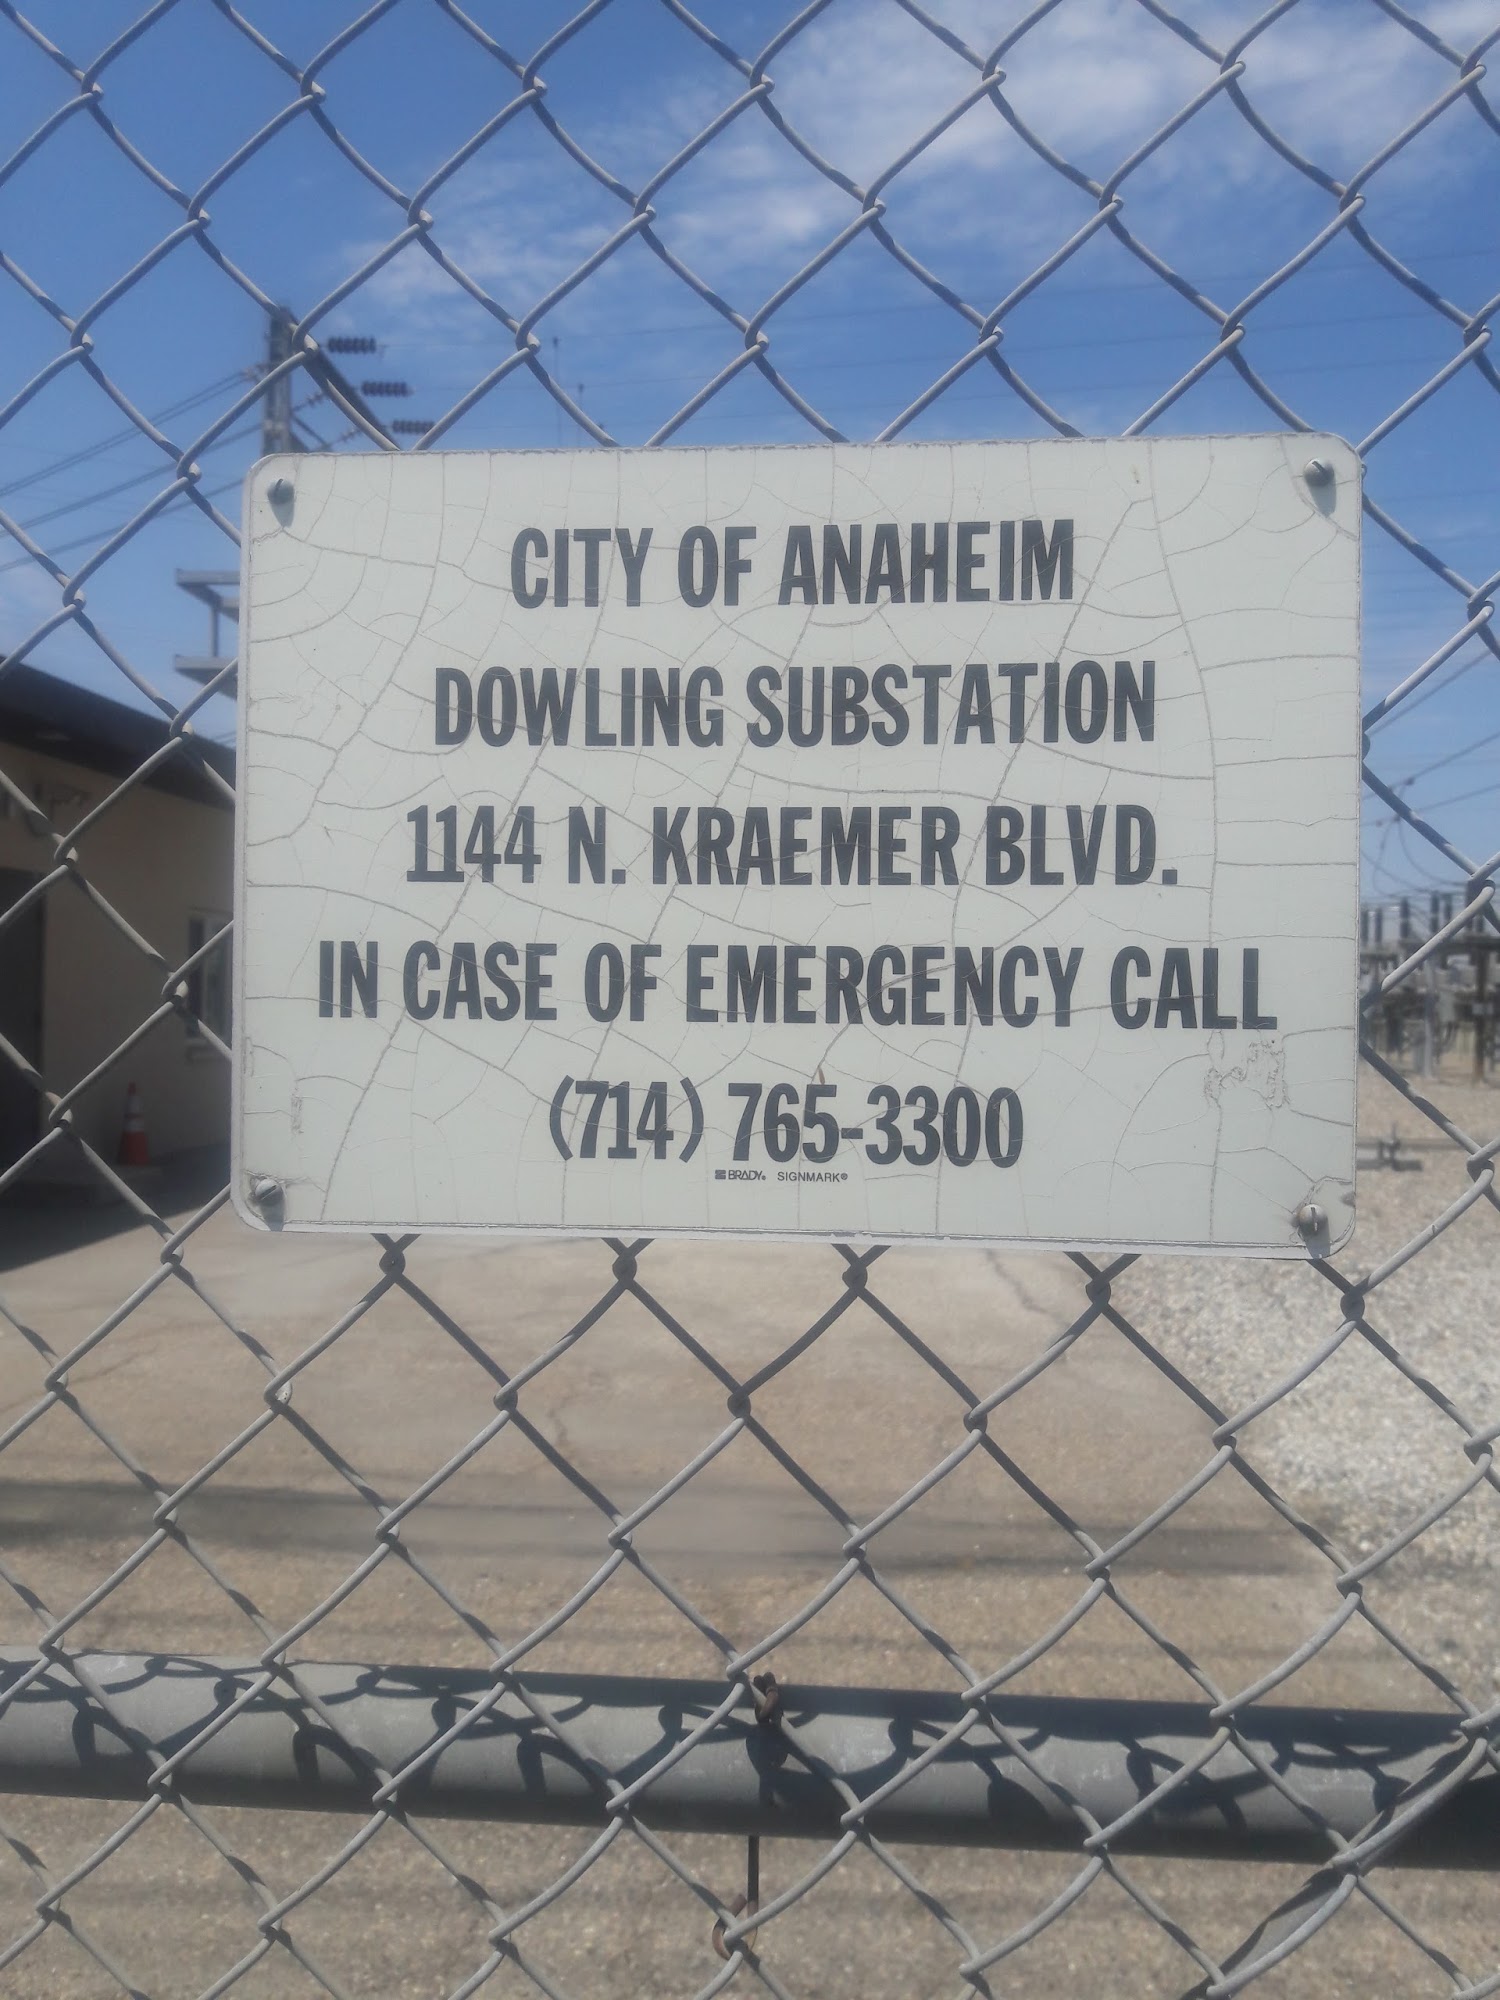 CITY OF ANAHEIM
DOWLING SUBSTATION
1144 N. KRAEMER BLVD.
IN CASE OF EMERGENCY CALL
(714) 765-3300
BRADY® SIGNMARK®